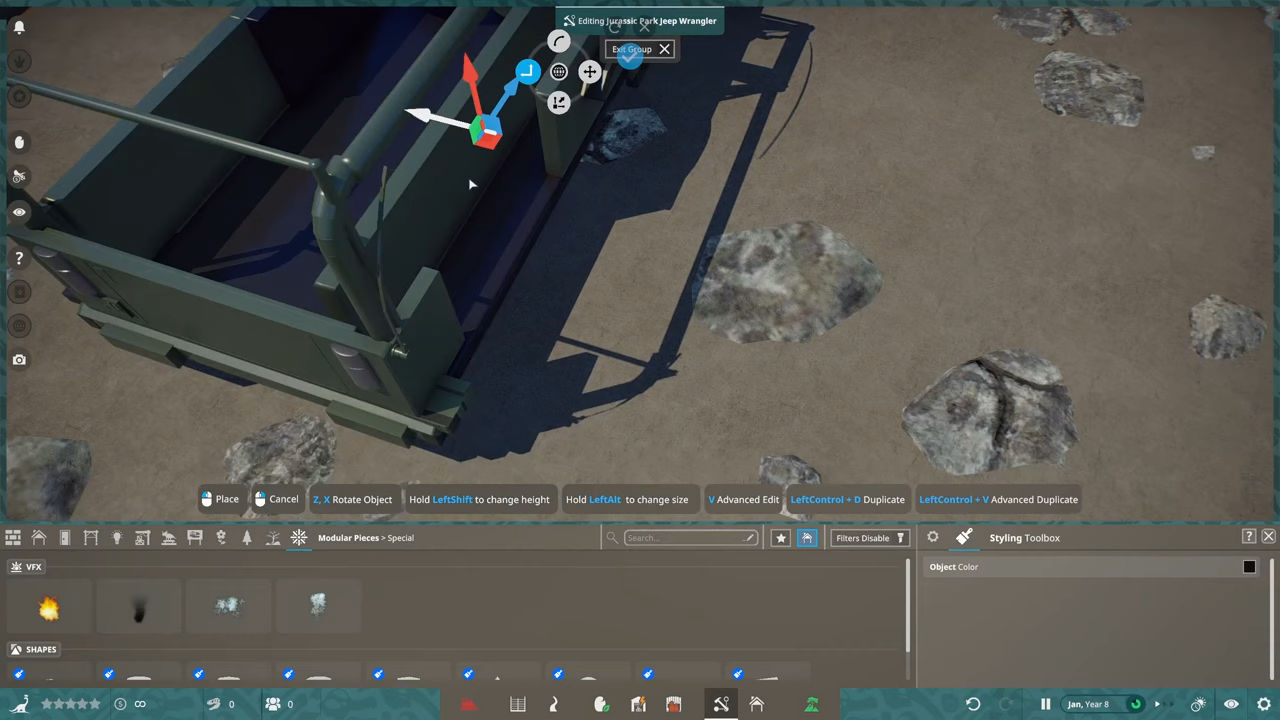 Editing Jurassic Park Jeep Wrangler
Exit Group
Place
Cancel
Z, X Rotate Object
Hold LeftShift to change height
Hold LeftAlt to change size
V Advanced Edit
LeftControl + D Duplicate
LeftControl + V Advanced Duplicate
Modular Pieces > Special
Search...
Filters Disable
Styling Toolbox
?
VFX
Object Color
SHAPES
∞
0
0
Jan, Year 8